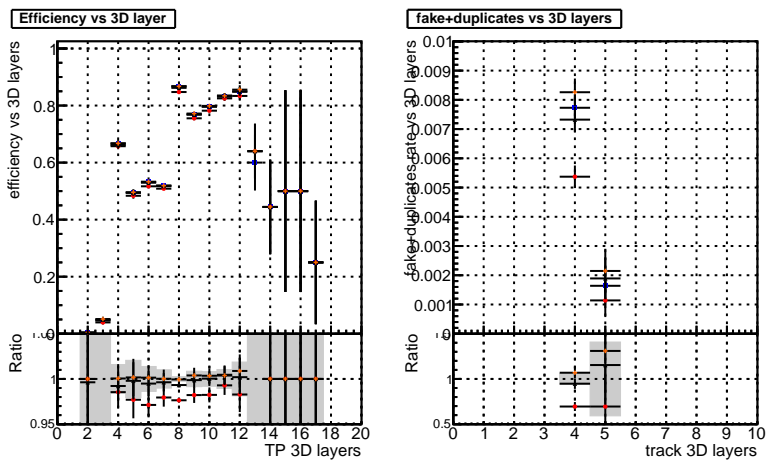 Efficiency vs 3D layer
fake+duplicates vs 3D layers
efficiency vs 3D layers
1
0.8
0.6
0.4
0.2
Ratio
1
0.95
0 2 4 6 8 10 12 14 16 18 20
TP 3D layers
fake+duplicates rate vs 3D layers
0.01
0.009
0.008
0.007
0.006
0.005
0.004
0.003
0.002
0.001
0
Ratio
1
0.5
0 1 2 3 4 5 6 7 8 9 10
track 3D layers